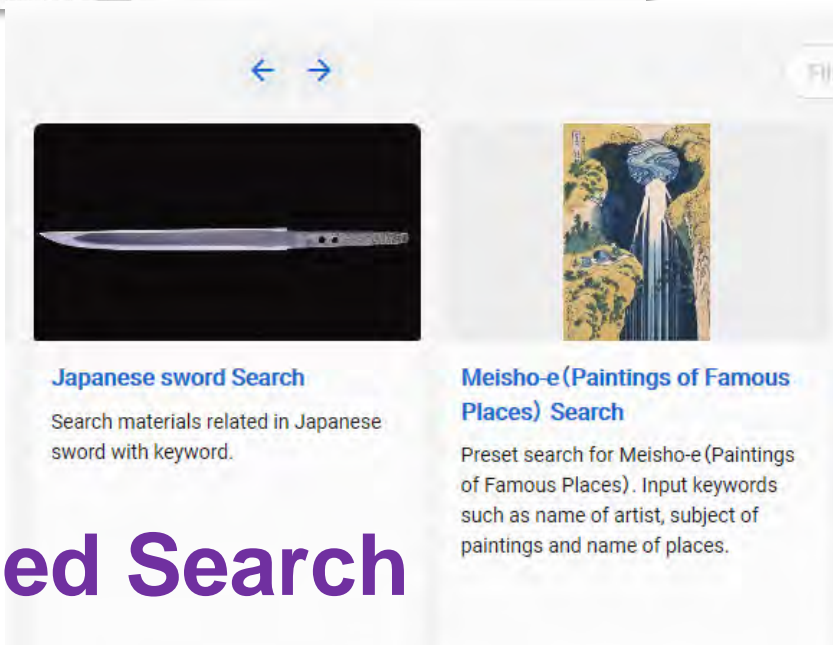 Japanese sword Search
Search materials related in Japanese
sword with keyword.
Meisho-e(Paintings of Famous
Places) Search
Preset search for Meisho-e(Paintings
of Famous Places). Input keywords
such as name of artist, subject of
paintings and name of places.
ed Search